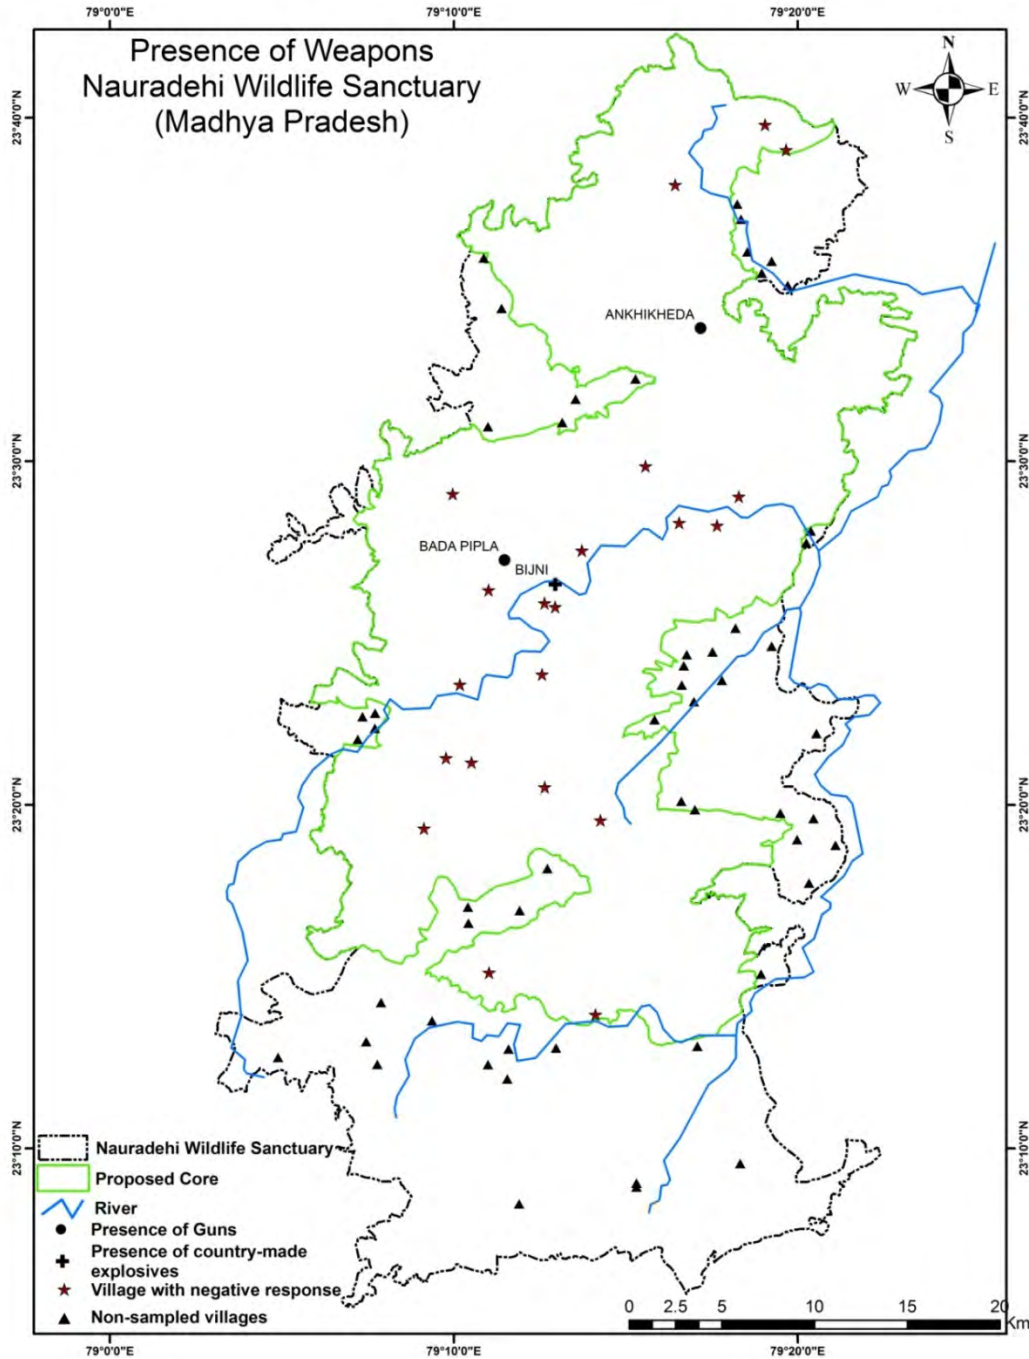 79°0'0"E
79°10'0"E
79°20'0"E
Presence of Weapons
Nauradehi Wildlife Sanctuary
(Madhya Pradesh)
N
W
E
S
23°40'0"N
23°40'0"N
ANKHIKHEDA
23°30'0"N
23°30'0"N
BADA PIPLA
BIJNI
23°20'0"N
23°20'0"N
23°10'0"N
23°10'0"N
Nauradehi Wildlife Sanctuary
Proposed Core
River
Presence of Guns
Presence of country-made
explosives
Village with negative response
Non-sampled villages
0 2.5 5 10 15 20
Km
79°0'0"E
79°10'0"E
79°20'0"E